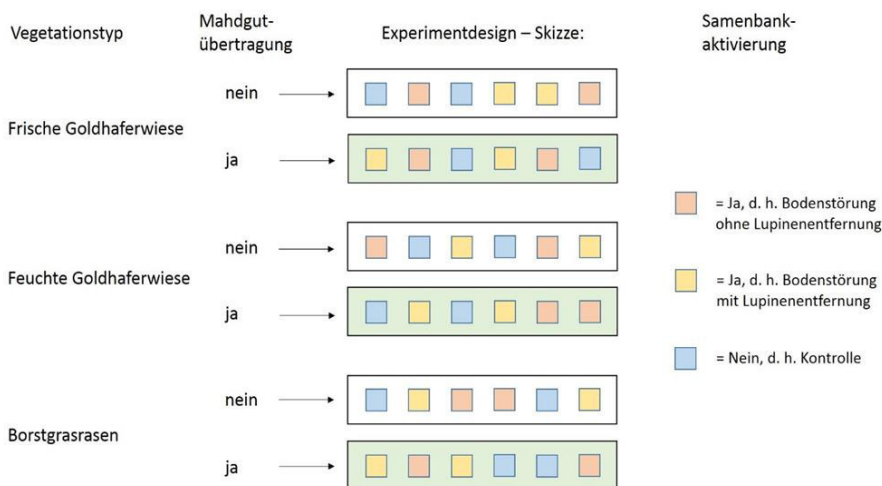 Vegetationstyp
Mahdgut-
übertragung
Experimentdesign – Skizze:
Samenbank-
aktivierung
nein
Frische Goldhaferwiese
ja
nein
Feuchte Goldhaferwiese
ja
nein
Borstgrasrasen
ja
= Ja, d. h. Bodenstörung
ohne Lupinenentfernung
= Ja, d. h. Bodenstörung
mit Lupinenentfernung
= Nein, d. h. Kontrolle